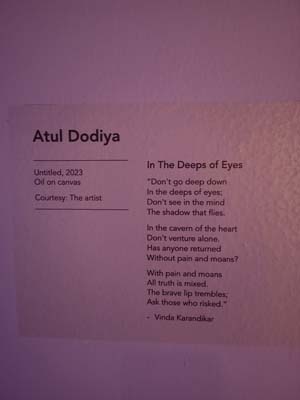 Atul Dodiya
Untitled, 2023
Oil on canvas
Courtesy: The artist
In The Deeps of Eyes
"Don't go deep down
In the deeps of eyes;
Don't see in the mind
The shadow that flies.
In the cavern of the heart
Don't venture alone.
Has anyone returned
Without pain and moans?
With pain and moans
All truth is mixed.
The brave lip trembles;
Ask those who risked."
- Vinda Karandikar